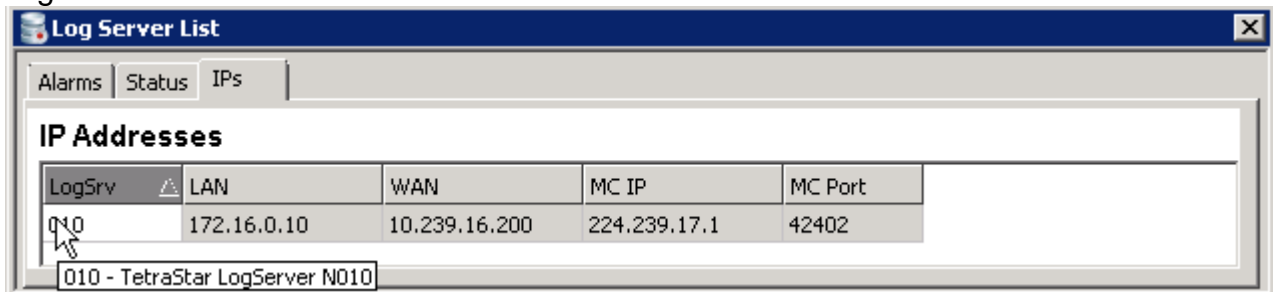 Log Server List
Alarms Status IPs
IP Addresses
LogSrv LAN WAN MC IP MC Port
010 172.16.0.10 10.239.16.200 224.239.17.1 42402
010 - TetraStar LogServer N010